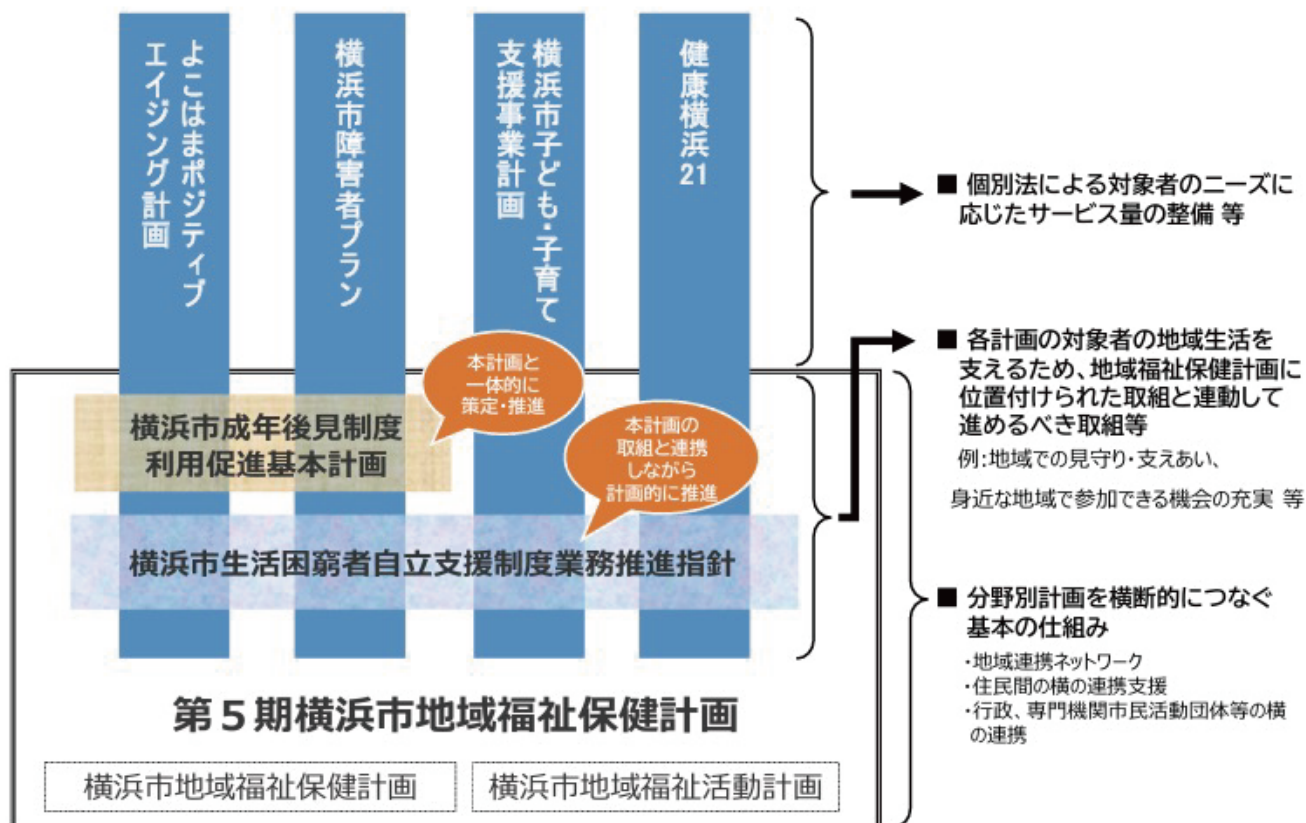 よこはまポジティブ
エイジング計画
横浜市障害者プラン
横浜市子ども・子育て
支援事業計画
健康横浜21
■ 個別法による対象者のニーズに
応じたサービス量の整備 等
本計画と
一体的に
策定・推進
横浜市成年後見制度
利用促進基本計画
本計画の
取組と連携
しながら
計画的に推進
■ 各計画の対象者の地域生活を
支えるため、地域福祉保健計画に
位置付けられた取組と連動して
進めるべき取組等
例:地域での見守り・支えあい、
身近な地域で参加できる機会の充実 等
横浜市生活困窮者自立支援制度業務推進指針
■ 分野別計画を横断的につなぐ
基本の仕組み
・地域連携ネットワーク
・住民間の横の連携支援
・行政、専門機関市民活動団体等の横
の連携
第5期横浜市地域福祉保健計画
横浜市地域福祉保健計画
横浜市地域福祉活動計画